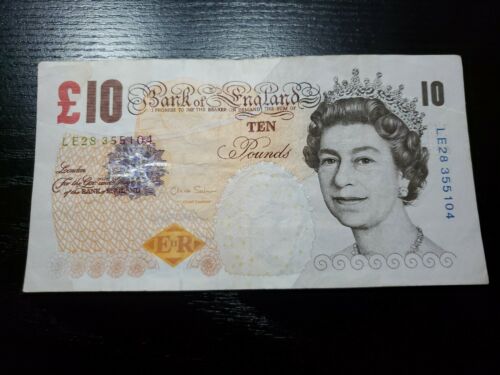 £10
Bank of England
10
I PROMISE TO PAY THE BEARER ON DEMAND THE SUM OF
TEN
Pounds
LE28 355104
London
For the Gov: and Comp:
of the BANK of ENGLAND
CHIEF CASHIER
E II R
LE28 355104